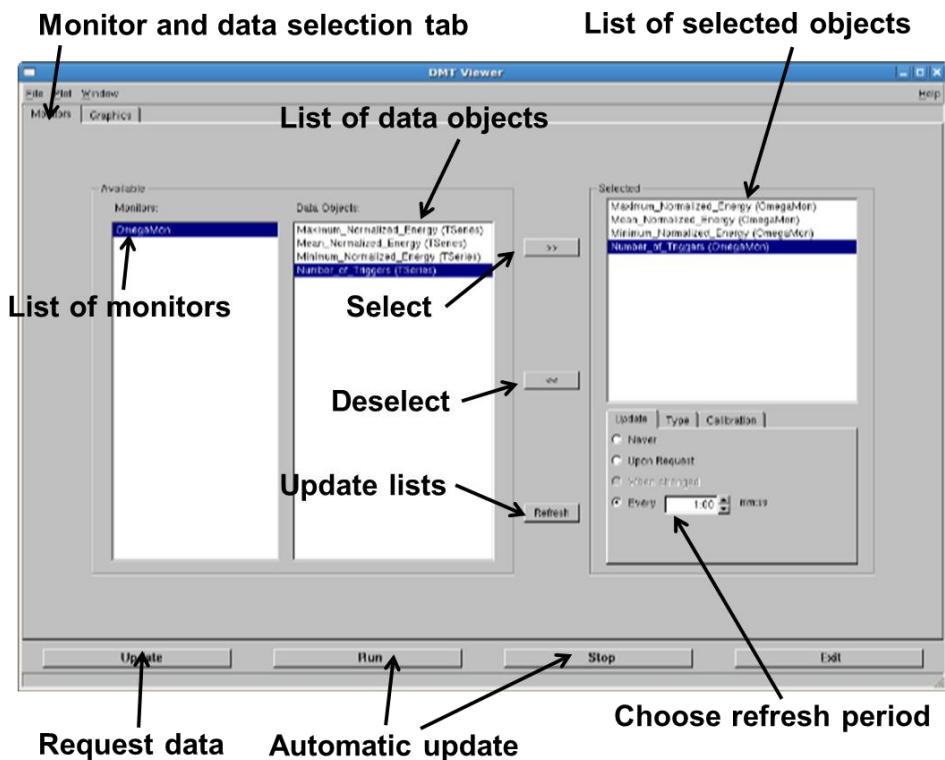 Monitor and data selection tab
List of selected objects
DMT Viewer
File Plot Window
Help
Monitors Graphics
List of data objects
Available
Selected
Monitors:
Data Objects:
OmegaMon
Maximum_Normalized_Energy (TSeries)
Mean_Normalized_Energy (TSeries)
Minimum_Normalized_Energy (TSeries)
Number_of_Triggers (TSeries)
Maximum_Normalized_Energy (OmegaMon)
Mean_Normalized_Energy (OmegaMon)
Minimum_Normalized_Energy (OmegaMon)
Number_of_Triggers (OmegaMon)
>>
List of monitors
Select
<<
Deselect
Update Type Calibration
Never
Upon Request
When changed
Every 1:00 mm:ss
Update lists
Refresh
Update Run Stop Exit
Choose refresh period
Request data
Automatic update